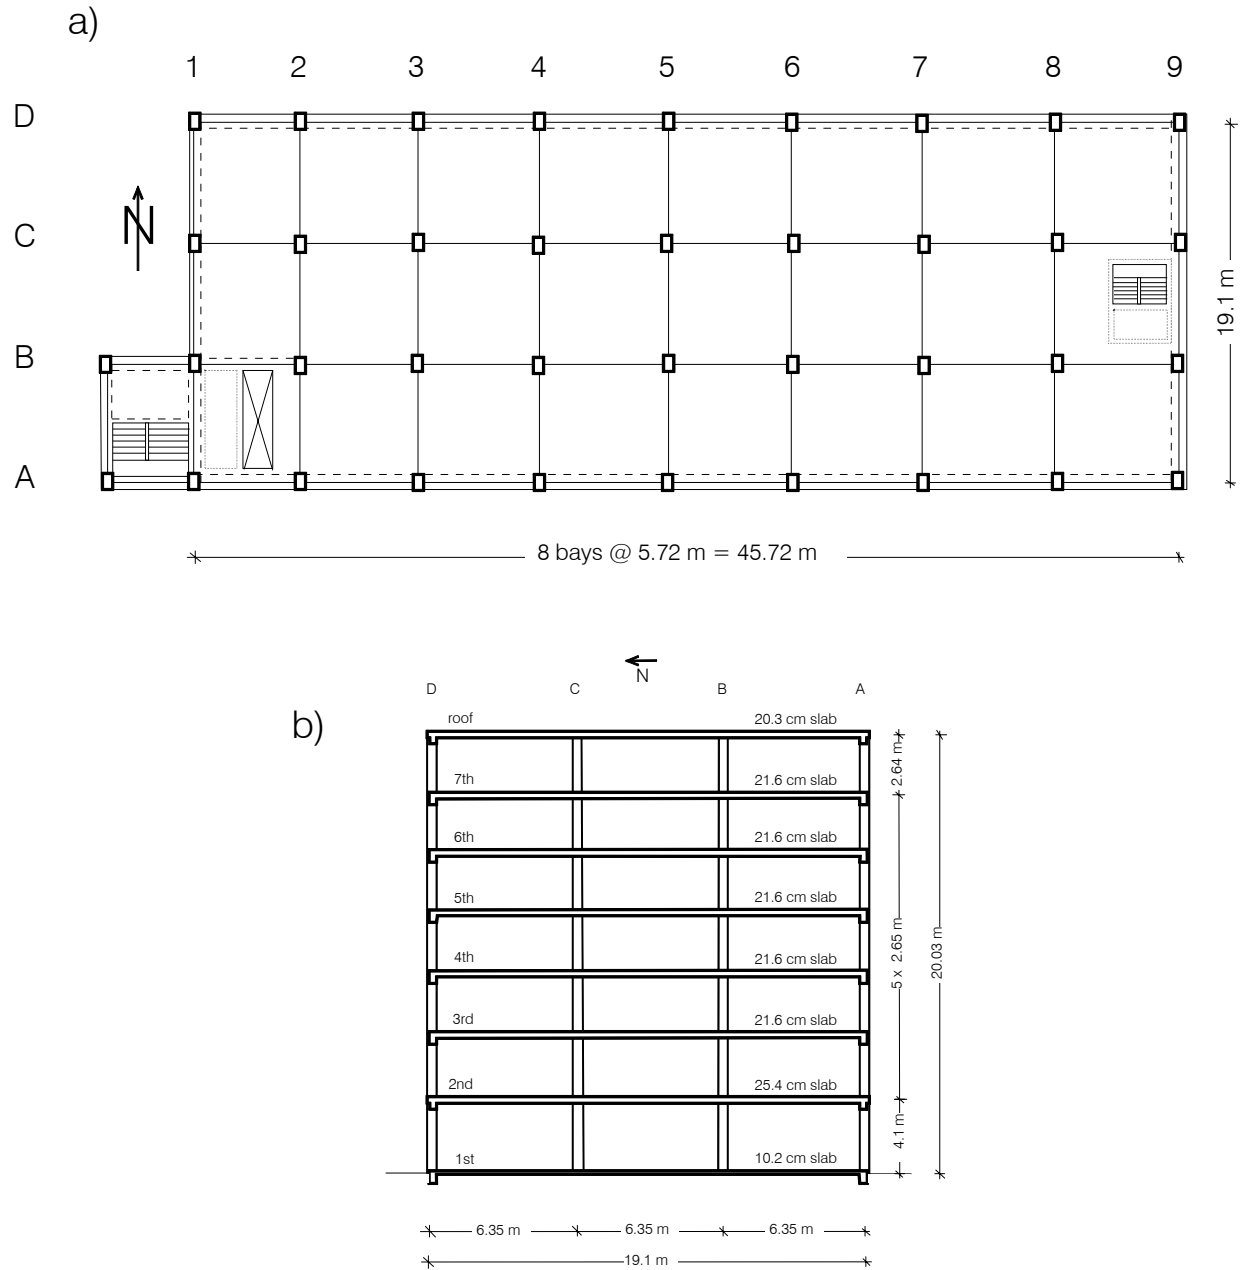 a)
1 2 3 4 5 6 7 8 9
D
C
B
A
N
19.1 m
8 bays @ 5.72 m = 45.72 m
b)
N
D C B A
roof 20.3 cm slab
7th 21.6 cm slab
6th 21.6 cm slab
5th 21.6 cm slab
4th 21.6 cm slab
3rd 21.6 cm slab
2nd 25.4 cm slab
1st 10.2 cm slab
2.64 m
5 x 2.65 m
4.1 m
20.03 m
6.35 m 6.35 m 6.35 m
19.1 m